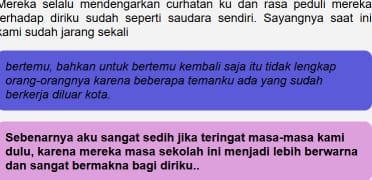 Mereka selalu mendengarkan curhatan ku dan rasa peduli mereka
terhadap diriku sudah seperti saudara sendiri. Sayangnya saat ini
kami sudah jarang sekali
bertemu, bahkan untuk bertemu kembali saja itu tidak lengkap
orang-orangnya karena beberapa temanku ada yang sudah
berkerja diluar kota.
Sebenarnya aku sangat sedih jika teringat masa-masa kami
dulu, karena mereka masa sekolah ini menjadi lebih berwarna
dan sangat bermakna bagi diriku..